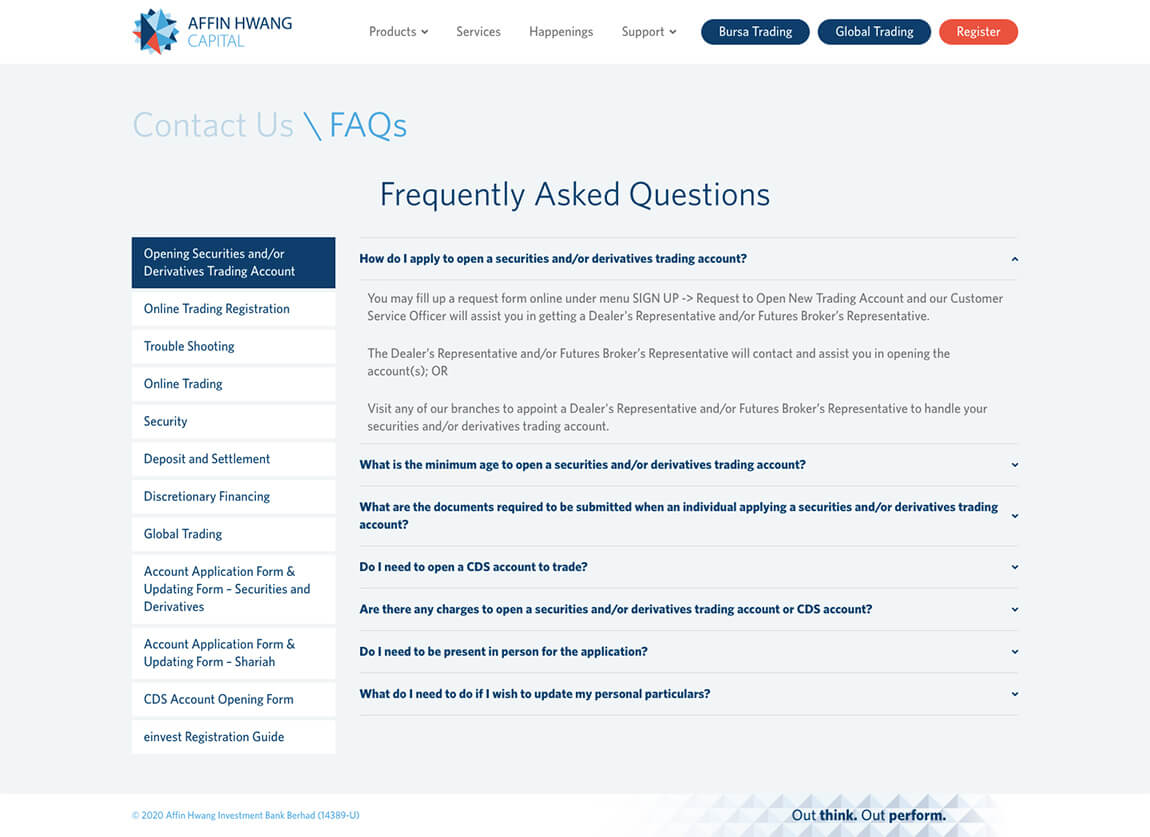 AFFIN HWANG
CAPITAL
Products
Services
Happenings
Support
Bursa Trading
Global Trading
Register
Contact Us \ FAQs
Frequently Asked Questions
Opening Securities and/or
Derivatives Trading Account
Online Trading Registration
Trouble Shooting
Online Trading
Security
Deposit and Settlement
Discretionary Financing
Global Trading
Account Application Form &
Updating Form – Securities and
Derivatives
Account Application Form &
Updating Form – Shariah
CDS Account Opening Form
einvest Registration Guide
How do I apply to open a securities and/or derivatives trading account?
You may fill up a request form online under menu SIGN UP -> Request to Open New Trading Account and our Customer
Service Officer will assist you in getting a Dealer's Representative and/or Futures Broker's Representative.
The Dealer's Representative and/or Futures Broker's Representative will contact and assist you in opening the
account(s); OR
Visit any of our branches to appoint a Dealer's Representative and/or Futures Broker's Representative to handle your
securities and/or derivatives trading account.
What is the minimum age to open a securities and/or derivatives trading account?
What are the documents required to be submitted when an individual applying a securities and/or derivatives trading
account?
Do I need to open a CDS account to trade?
Are there any charges to open a securities and/or derivatives trading account or CDS account?
Do I need to be present in person for the application?
What do I need to do if I wish to update my personal particulars?
© 2020 Affin Hwang Investment Bank Berhad (14389-U)
Out think. Out perform.